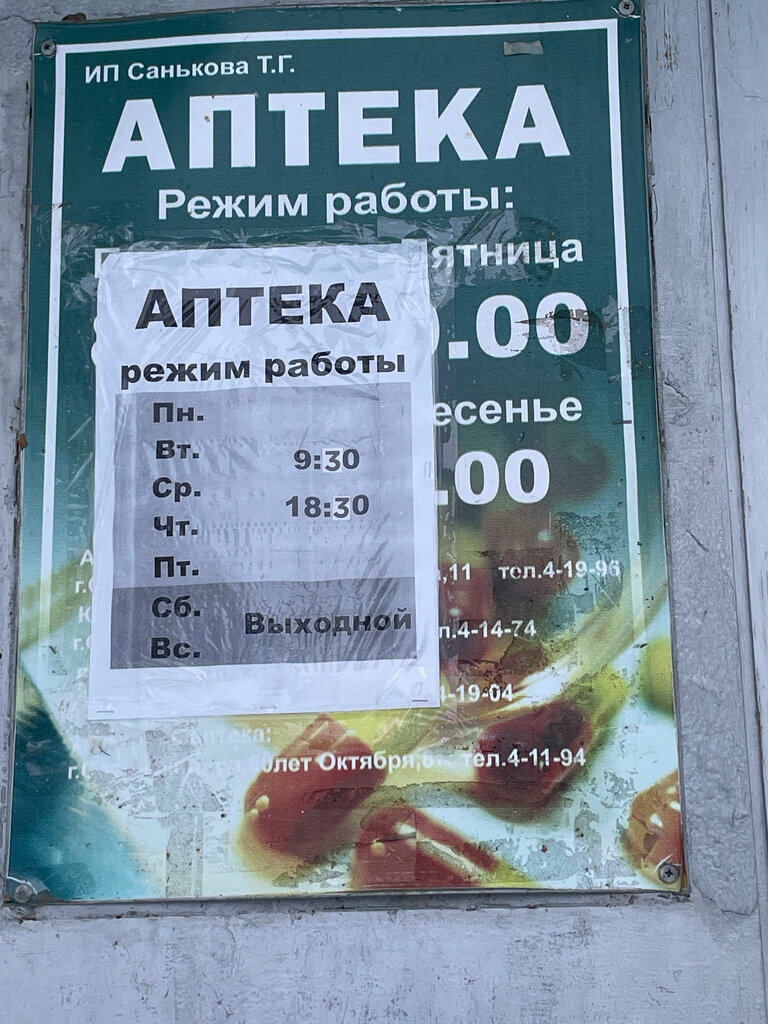 ИП Санькова Т.Г.
АПТЕКА
Режим работы:
ятница
.00
есенье
.00
АПТЕКА
режим работы
Пн.
Вт.
9:30
Ср.
18:30
Чт.
Пт.
Сб.
Выходной
Вс.
,11 тел.4-19-96
л.4-14-74
4-19-04
птека:
60лет Октября,6 тел.4-11-94